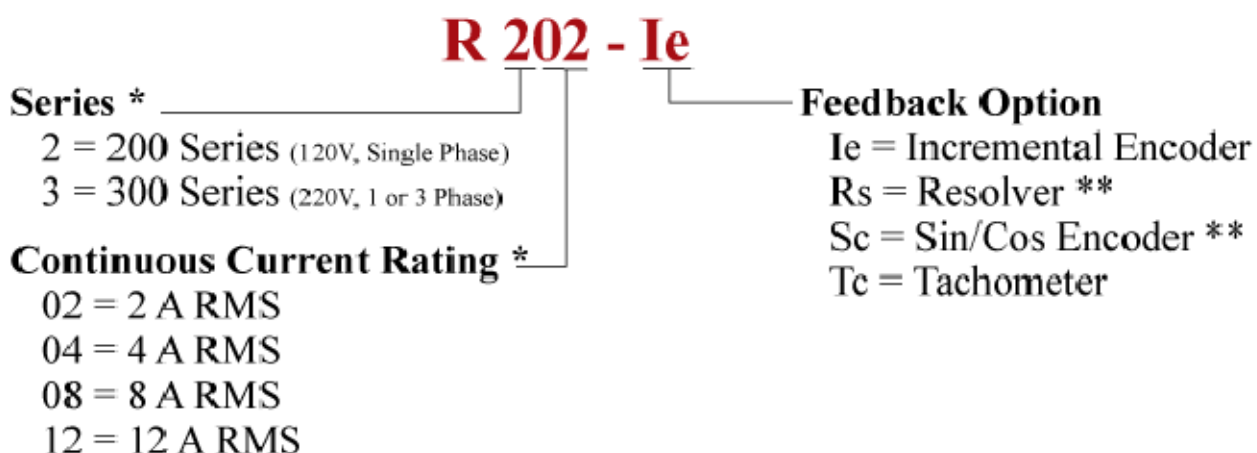 R 202 - Ie
Series *
2 = 200 Series (120V, Single Phase)
3 = 300 Series (220V, 1 or 3 Phase)
Continuous Current Rating *
02 = 2 A RMS
04 = 4 A RMS
08 = 8 A RMS
12 = 12 A RMS
Feedback Option
Ie = Incremental Encoder
Rs = Resolver **
Sc = Sin/Cos Encoder **
Tc = Tachometer